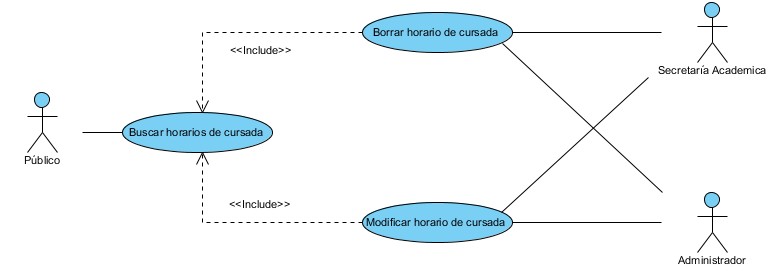 Borrar horario de cursada
<<Include>>
Secretaría Academica
Buscar horarios de cursada
Público
<<Include>>
Modificar horario de cursada
Administrador